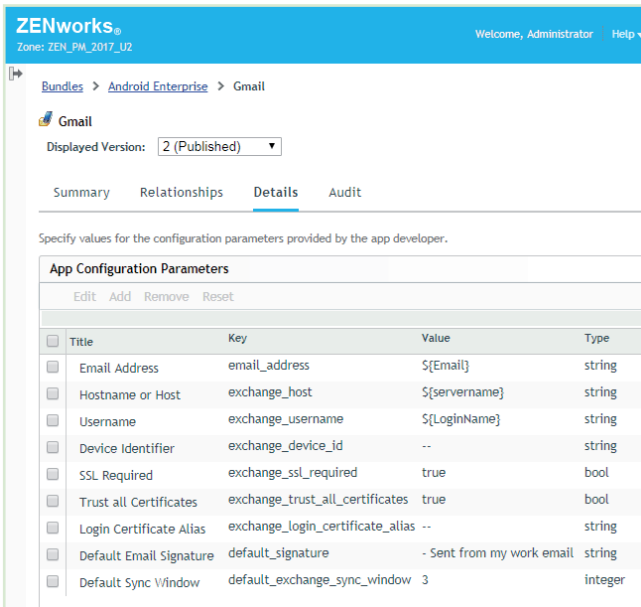 ZENworks®
Welcome, Administrator Help
Zone: ZEN_PM_2017_U2
Bundles > Android Enterprise > Gmail
Gmail
Displayed Version: 2 (Published)
Summary Relationships Details Audit
Specify values for the configuration parameters provided by the app developer.
App Configuration Parameters
Edit Add Remove Reset
Title Key Value Type
Email Address email_address ${Email} string
Hostname or Host exchange_host ${servername} string
Username exchange_username ${LoginName} string
Device Identifier exchange_device_id -- string
SSL Required exchange_ssl_required true bool
Trust all Certificates exchange_trust_all_certificates true bool
Login Certificate Alias exchange_login_certificate_alias -- string
Default Email Signature default_signature - Sent from my work email string
Default Sync Window default_exchange_sync_window 3 integer